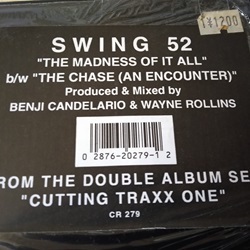 ¥1200
SWING 52
"THE MADNESS OF IT ALL"
b/w "THE CHASE (AN ENCOUNTER)"
Produced & Mixed by
BENJI CANDELARIO & WAYNE ROLLINS
0 2876-20279-1 2
ROM THE DOUBLE ALBUM SE
"CUTTING TRAXX ONE"
CR 279